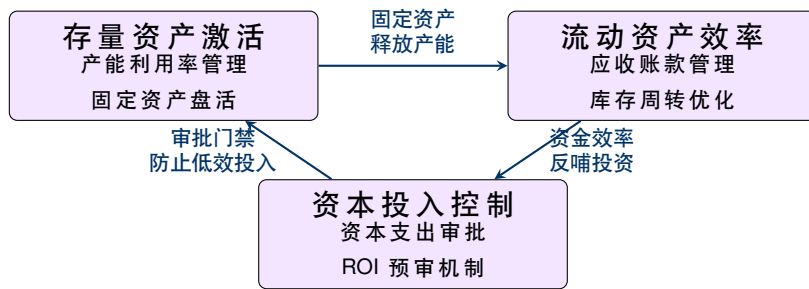 存量资产激活
产能利用率管理
固定资产盘活
固定资产
释放产能
流动资产效率
应收账款管理
库存周转优化
审批门禁
防止低效投入
资金效率
反哺投资
资本投入控制
资本支出审批
ROI 预审机制